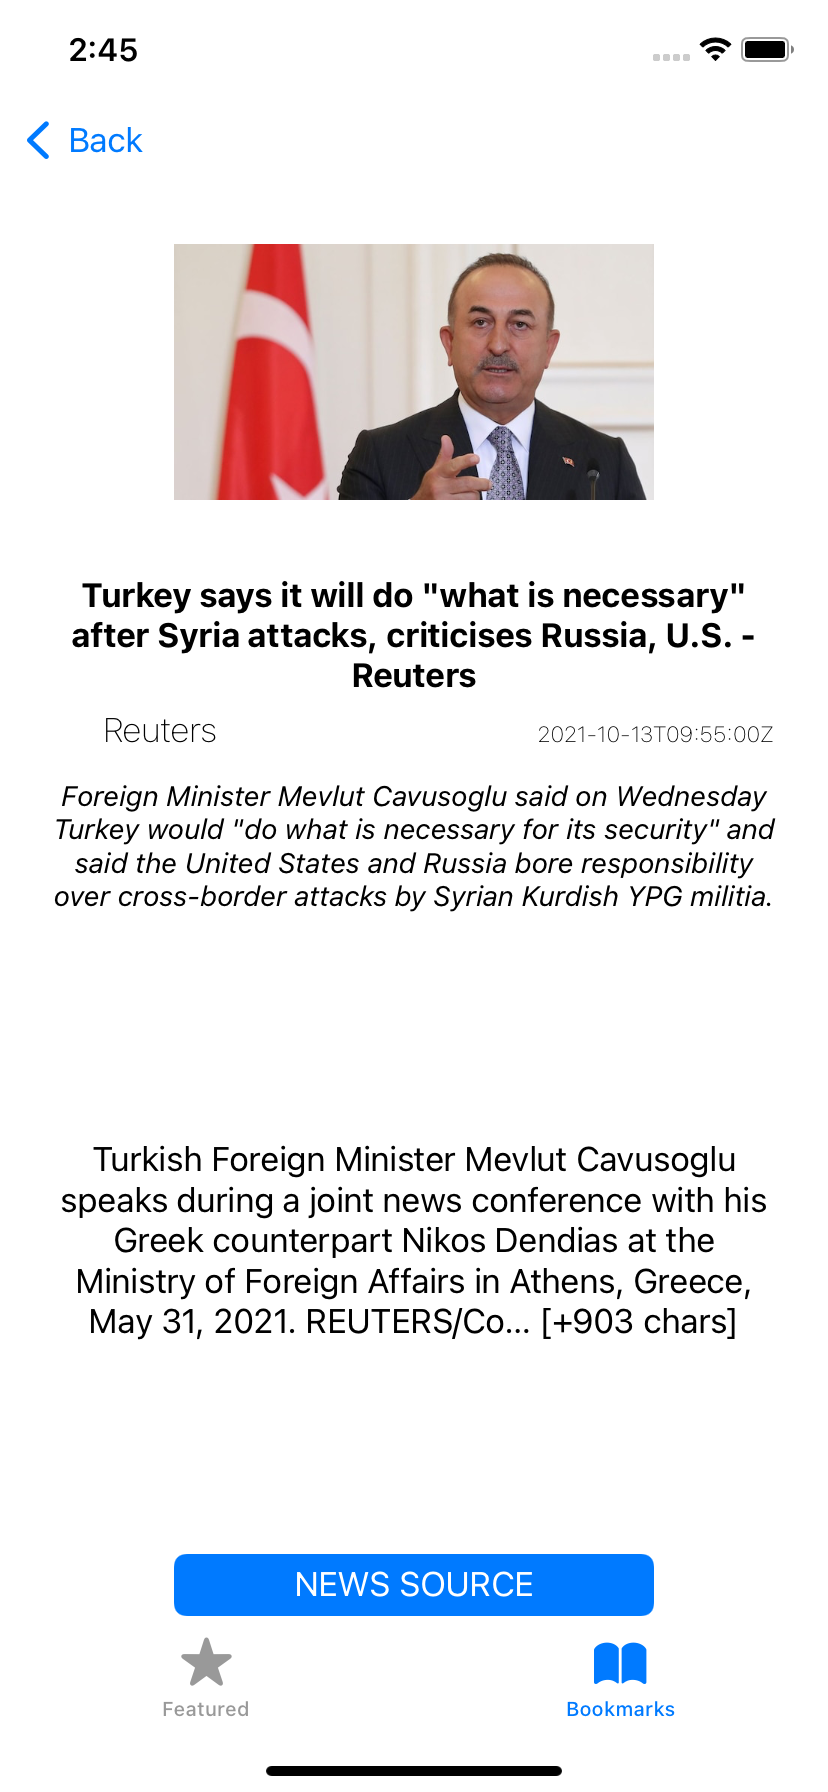 2:45
Back
Turkey says it will do "what is necessary"
after Syria attacks, criticises Russia, U.S. -
Reuters
Reuters
2021-10-13T09:55:00Z
Foreign Minister Mevlut Cavusoglu said on Wednesday
Turkey would "do what is necessary for its security" and
said the United States and Russia bore responsibility
over cross-border attacks by Syrian Kurdish YPG militia.
Turkish Foreign Minister Mevlut Cavusoglu
speaks during a joint news conference with his
Greek counterpart Nikos Dendias at the
Ministry of Foreign Affairs in Athens, Greece,
May 31, 2021. REUTERS/Co... [+903 chars]
NEWS SOURCE
Featured
Bookmarks